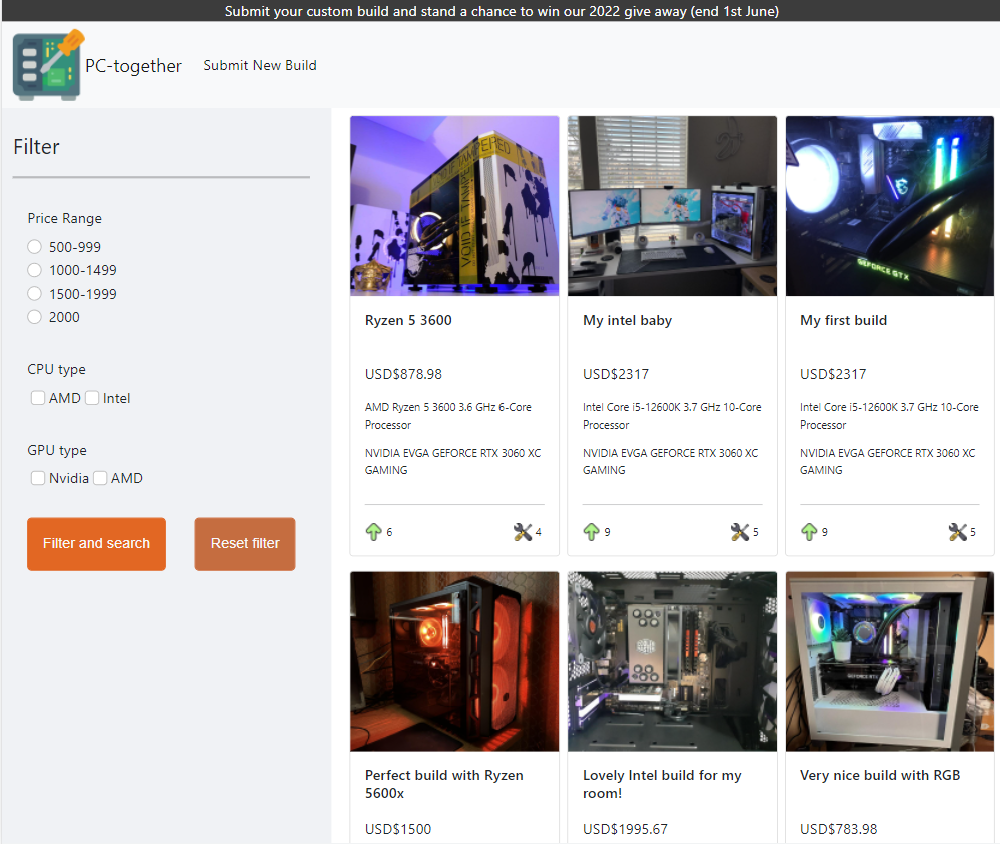 Submit your custom build and stand a chance to win our 2022 give away (end 1st June)
PC-together
Submit New Build
Filter
Price Range
500-999
1000-1499
1500-1999
2000
CPU type
AMD Intel
GPU type
Nvidia AMD
Filter and search
Reset filter
VOID IF TAMPERED
GEFORCE GTX
Ryzen 5 3600
USD$878.98
AMD Ryzen 5 3600 3.6 GHz 6-Core
Processor
NVIDIA EVGA GEFORCE RTX 3060 XC
GAMING
6
4
My intel baby
USD$2317
Intel Core i5-12600K 3.7 GHz 10-Core
Processor
NVIDIA EVGA GEFORCE RTX 3060 XC
GAMING
9
5
My first build
USD$2317
Intel Core i5-12600K 3.7 GHz 10-Core
Processor
NVIDIA EVGA GEFORCE RTX 3060 XC
GAMING
9
5
GEFORCE RTX
Perfect build with Ryzen
5600x
USD$1500
Lovely Intel build for my
room!
USD$1995.67
Very nice build with RGB
USD$783.98